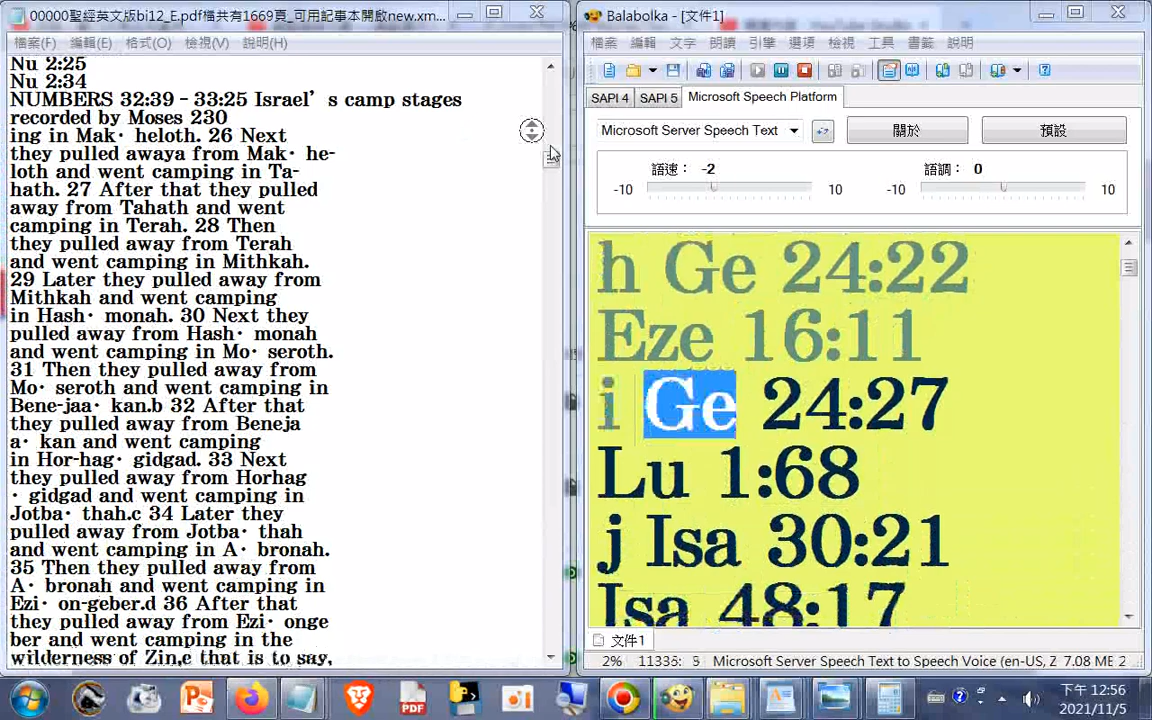 00000聖經英文版bi12_E.pdf檔共有1669頁_可用記事本開啟new.xm...
檔案(F) 編輯(E) 格式(O) 檢視(V) 說明(H)
Nu 2:25
Nu 2:34
NUMBERS 32:39 - 33:25 Israel’s camp stages
recorded by Moses 230
ing in Mak· heloth. 26 Next
they pulled awaya from Mak· he-
loth and went camping in Ta-
hath. 27 After that they pulled
away from Tahath and went
camping in Terah. 28 Then
they pulled away from Terah
and went camping in Mithkah.
29 Later they pulled away from
Mithkah and went camping
in Hash· monah. 30 Next they
pulled away from Hash· monah
and went camping in Mo· seroth.
31 Then they pulled away from
Mo· seroth and went camping in
Bene-jaa· kan.b 32 After that
they pulled away from Beneja
a· kan and went camping
in Hor-hag· gidgad. 33 Next
they pulled away from Horhag
· gidgad and went camping in
Jotba· thah.c 34 Later they
pulled away from Jotba· thah
and went camping in A· bronah.
35 Then they pulled away from
A· bronah and went camping in
Ezi· on-geber.d 36 After that
they pulled away from Ezi· onge
ber and went camping in the
wilderness of Zin,e that is to say,
Balabolka - [文件1]
檔案 編輯 文字 朗讀 引擎 選項 檢視 工具 書籤 說明
SAPI 4 SAPI 5 Microsoft Speech Platform
Microsoft Server Speech Text 關於 預設
語速: -2 語調: 0
-10 10 -10 10
h Ge 24:22
Eze 16:11
i Ge 24:27
Lu 1:68
j Isa 30:21
Isa 48:17
文件1
2% 11335: Microsoft Server Speech Text to Speech Voice (en-US, Z 7.08 ME 2
PDF
下午 12:56
2021/11/5